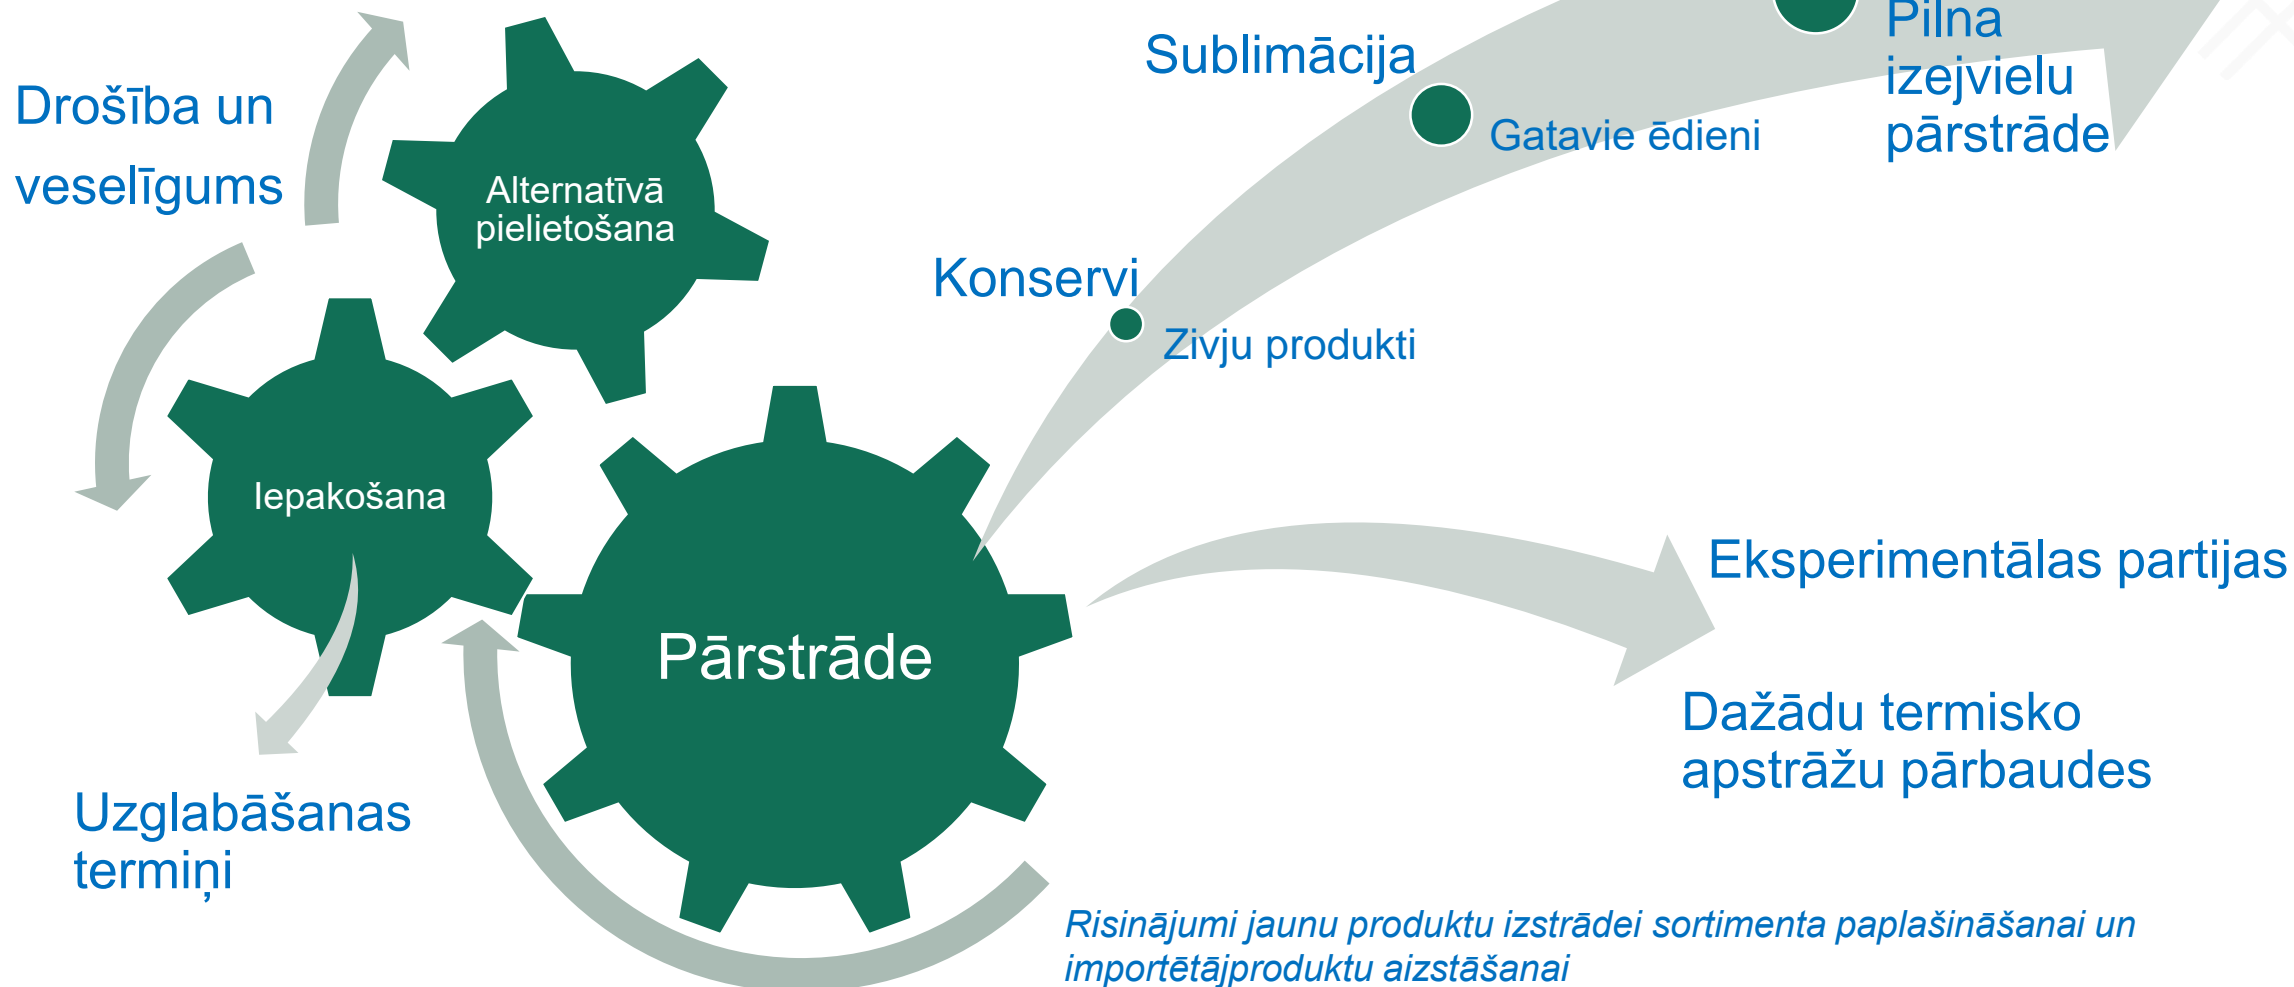 Pilna
izejvielu
pārstrāde
Sublimācija
Gatavie ēdieni
Drošība un
veselīgums
Alternatīvā
pielietošana
Konservi
Zivju produkti
Iepakošana
Pārstrāde
Eksperimentālas partijas
Dažādu termisko
apstrāžu pārbaudes
Uzglabāšanas
termiņi
Risinājumi jaunu produktu izstrādei sortimenta paplašināšanai un
importētājproduktu aizstāšanai